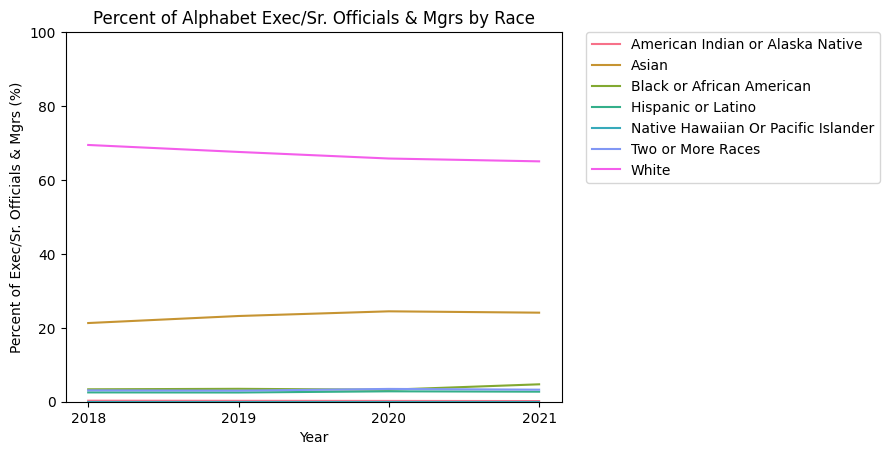 Percent of Alphabet Exec/Sr. Officials & Mgrs by Race
Percent of Exec/Sr. Officials & Mgrs (%)
100
80
60
40
20
0
2018
2019
2020
2021
Year
American Indian or Alaska Native
Asian
Black or African American
Hispanic or Latino
Native Hawaiian Or Pacific Islander
Two or More Races
White